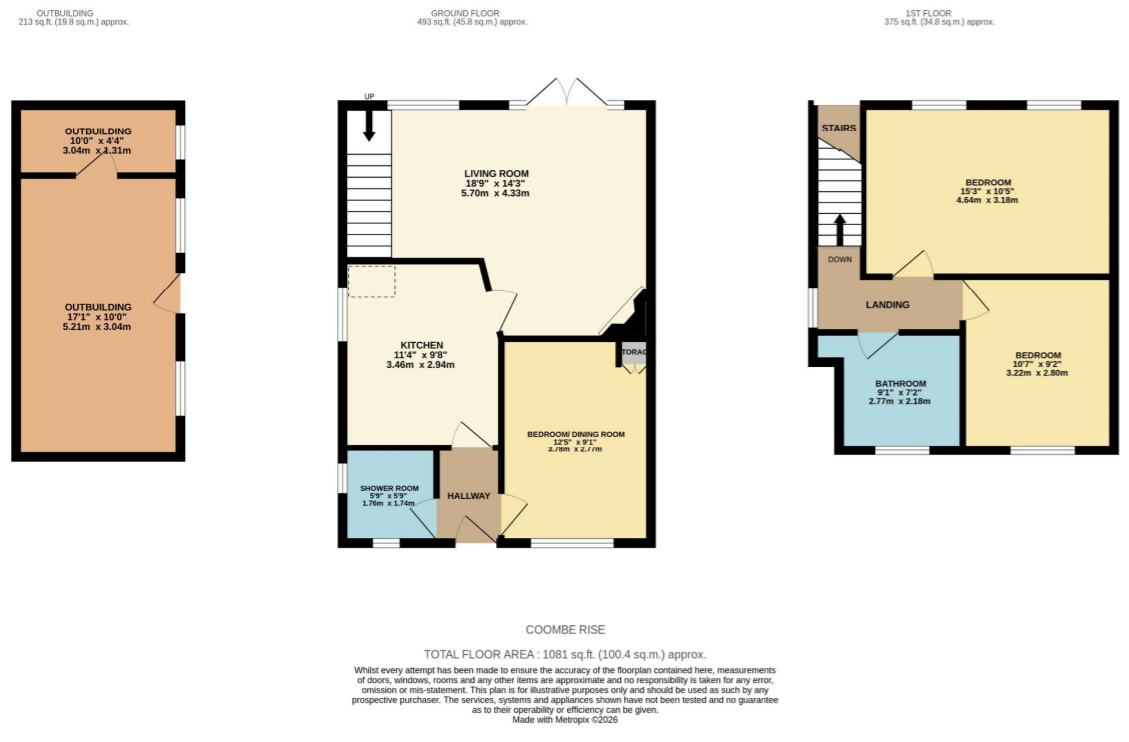 OUTBUILDING
213 sq.ft. (19.8 sq.m.) approx.
GROUND FLOOR
493 sq.ft. (45.8 sq.m.) approx.
1ST FLOOR
375 sq.ft. (34.8 sq.m.) approx.
OUTBUILDING
10'0" x 4'4"
3.04m x 1.31m
OUTBUILDING
17'1" x 10'0"
5.21m x 3.04m
UP
LIVING ROOM
18'9" x 14'3"
5.70m x 4.33m
KITCHEN
11'4" x 9'8"
3.46m x 2.94m
TORAC
BEDROOM/ DINING ROOM
12'5" x 9'1"
3.78m x 2.77m
SHOWER ROOM
5'9" x 5'9"
1.76m x 1.74m
HALLWAY
STAIRS
BEDROOM
15'3" x 10'5"
4.64m x 3.18m
DOWN
LANDING
BEDROOM
10'7" x 9'2"
3.22m x 2.80m
BATHROOM
9'1" x 7'2"
2.77m x 2.18m
COOMBE RISE
TOTAL FLOOR AREA : 1081 sq.ft. (100.4 sq.m.) approx.
Whilst every attempt has been made to ensure the accuracy of the floorplan contained here, measurements
of doors, windows, rooms and any other items are approximate and no responsibility is taken for any error,
omission or mis-statement. This plan is for illustrative purposes only and should be used as such by any
prospective purchaser. The services, systems and appliances shown have not been tested and no guarantee
as to their operability or efficiency can be given.
Made with Metropix ©2026